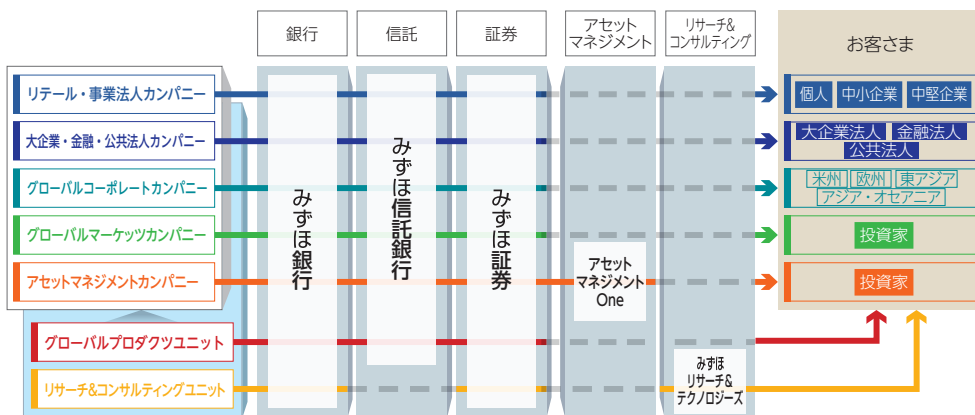 銀行
信託
証券
アセット
マネジメント
リサーチ&
コンサルティング
お客さま
リテール・事業法人カンパニー
個人 中小企業 中堅企業
大企業・金融・公共法人カンパニー
大企業法人 金融法人
公共法人
グローバルコーポレートカンパニー
米州 欧州 東アジア
アジア・オセアニア
グローバルマーケッツカンパニー
投資家
アセットマネジメントカンパニー
投資家
みずほ銀行
みずほ信託銀行
みずほ証券
アセット
マネジメント
One
グローバルプロダクツユニット
リサーチ&コンサルティングユニット
みずほ
リサーチ&
テクノロジーズ